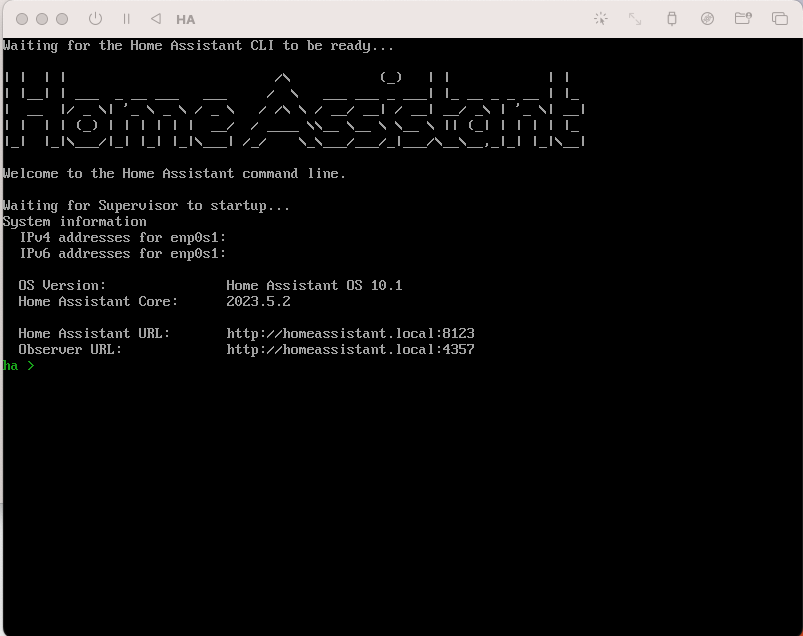 HA
Waiting for the Home Assistant CLI to be ready...
Home Assistant
Welcome to the Home Assistant command line.
Waiting for Supervisor to startup...
System information
IPv4 addresses for enp0s1:
IPv6 addresses for enp0s1:
OS Version: Home Assistant OS 10.1
Home Assistant Core: 2023.5.2
Home Assistant URL: http://homeassistant.local:8123
Observer URL: http://homeassistant.local:4357
ha >